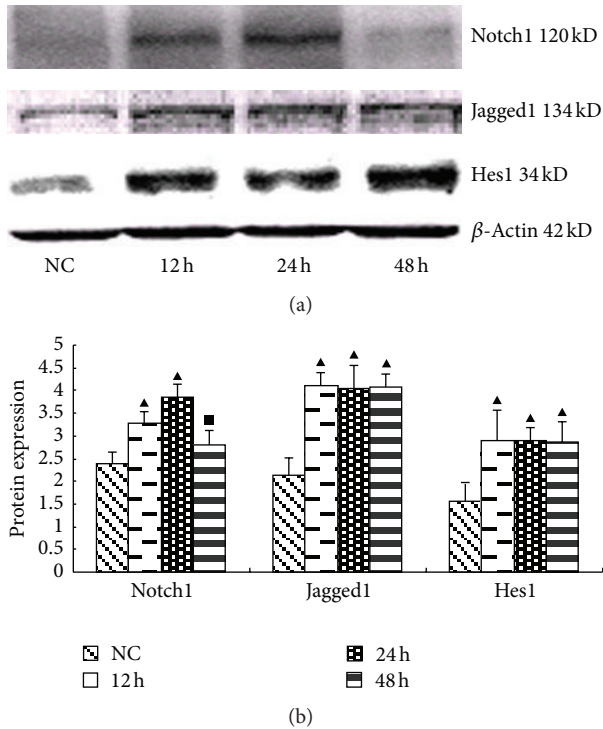 Notch1 120 kD
Jagged1 134 kD
Hes1 34 kD
β-Actin 42 kD
NC 12 h 24 h 48 h
(a)
Protein expression
5
4.5
4
3.5
3
2.5
2
1.5
1
0.5
0
Notch1 Jagged1 Hes1
NC 24 h
12 h 48 h
(b)